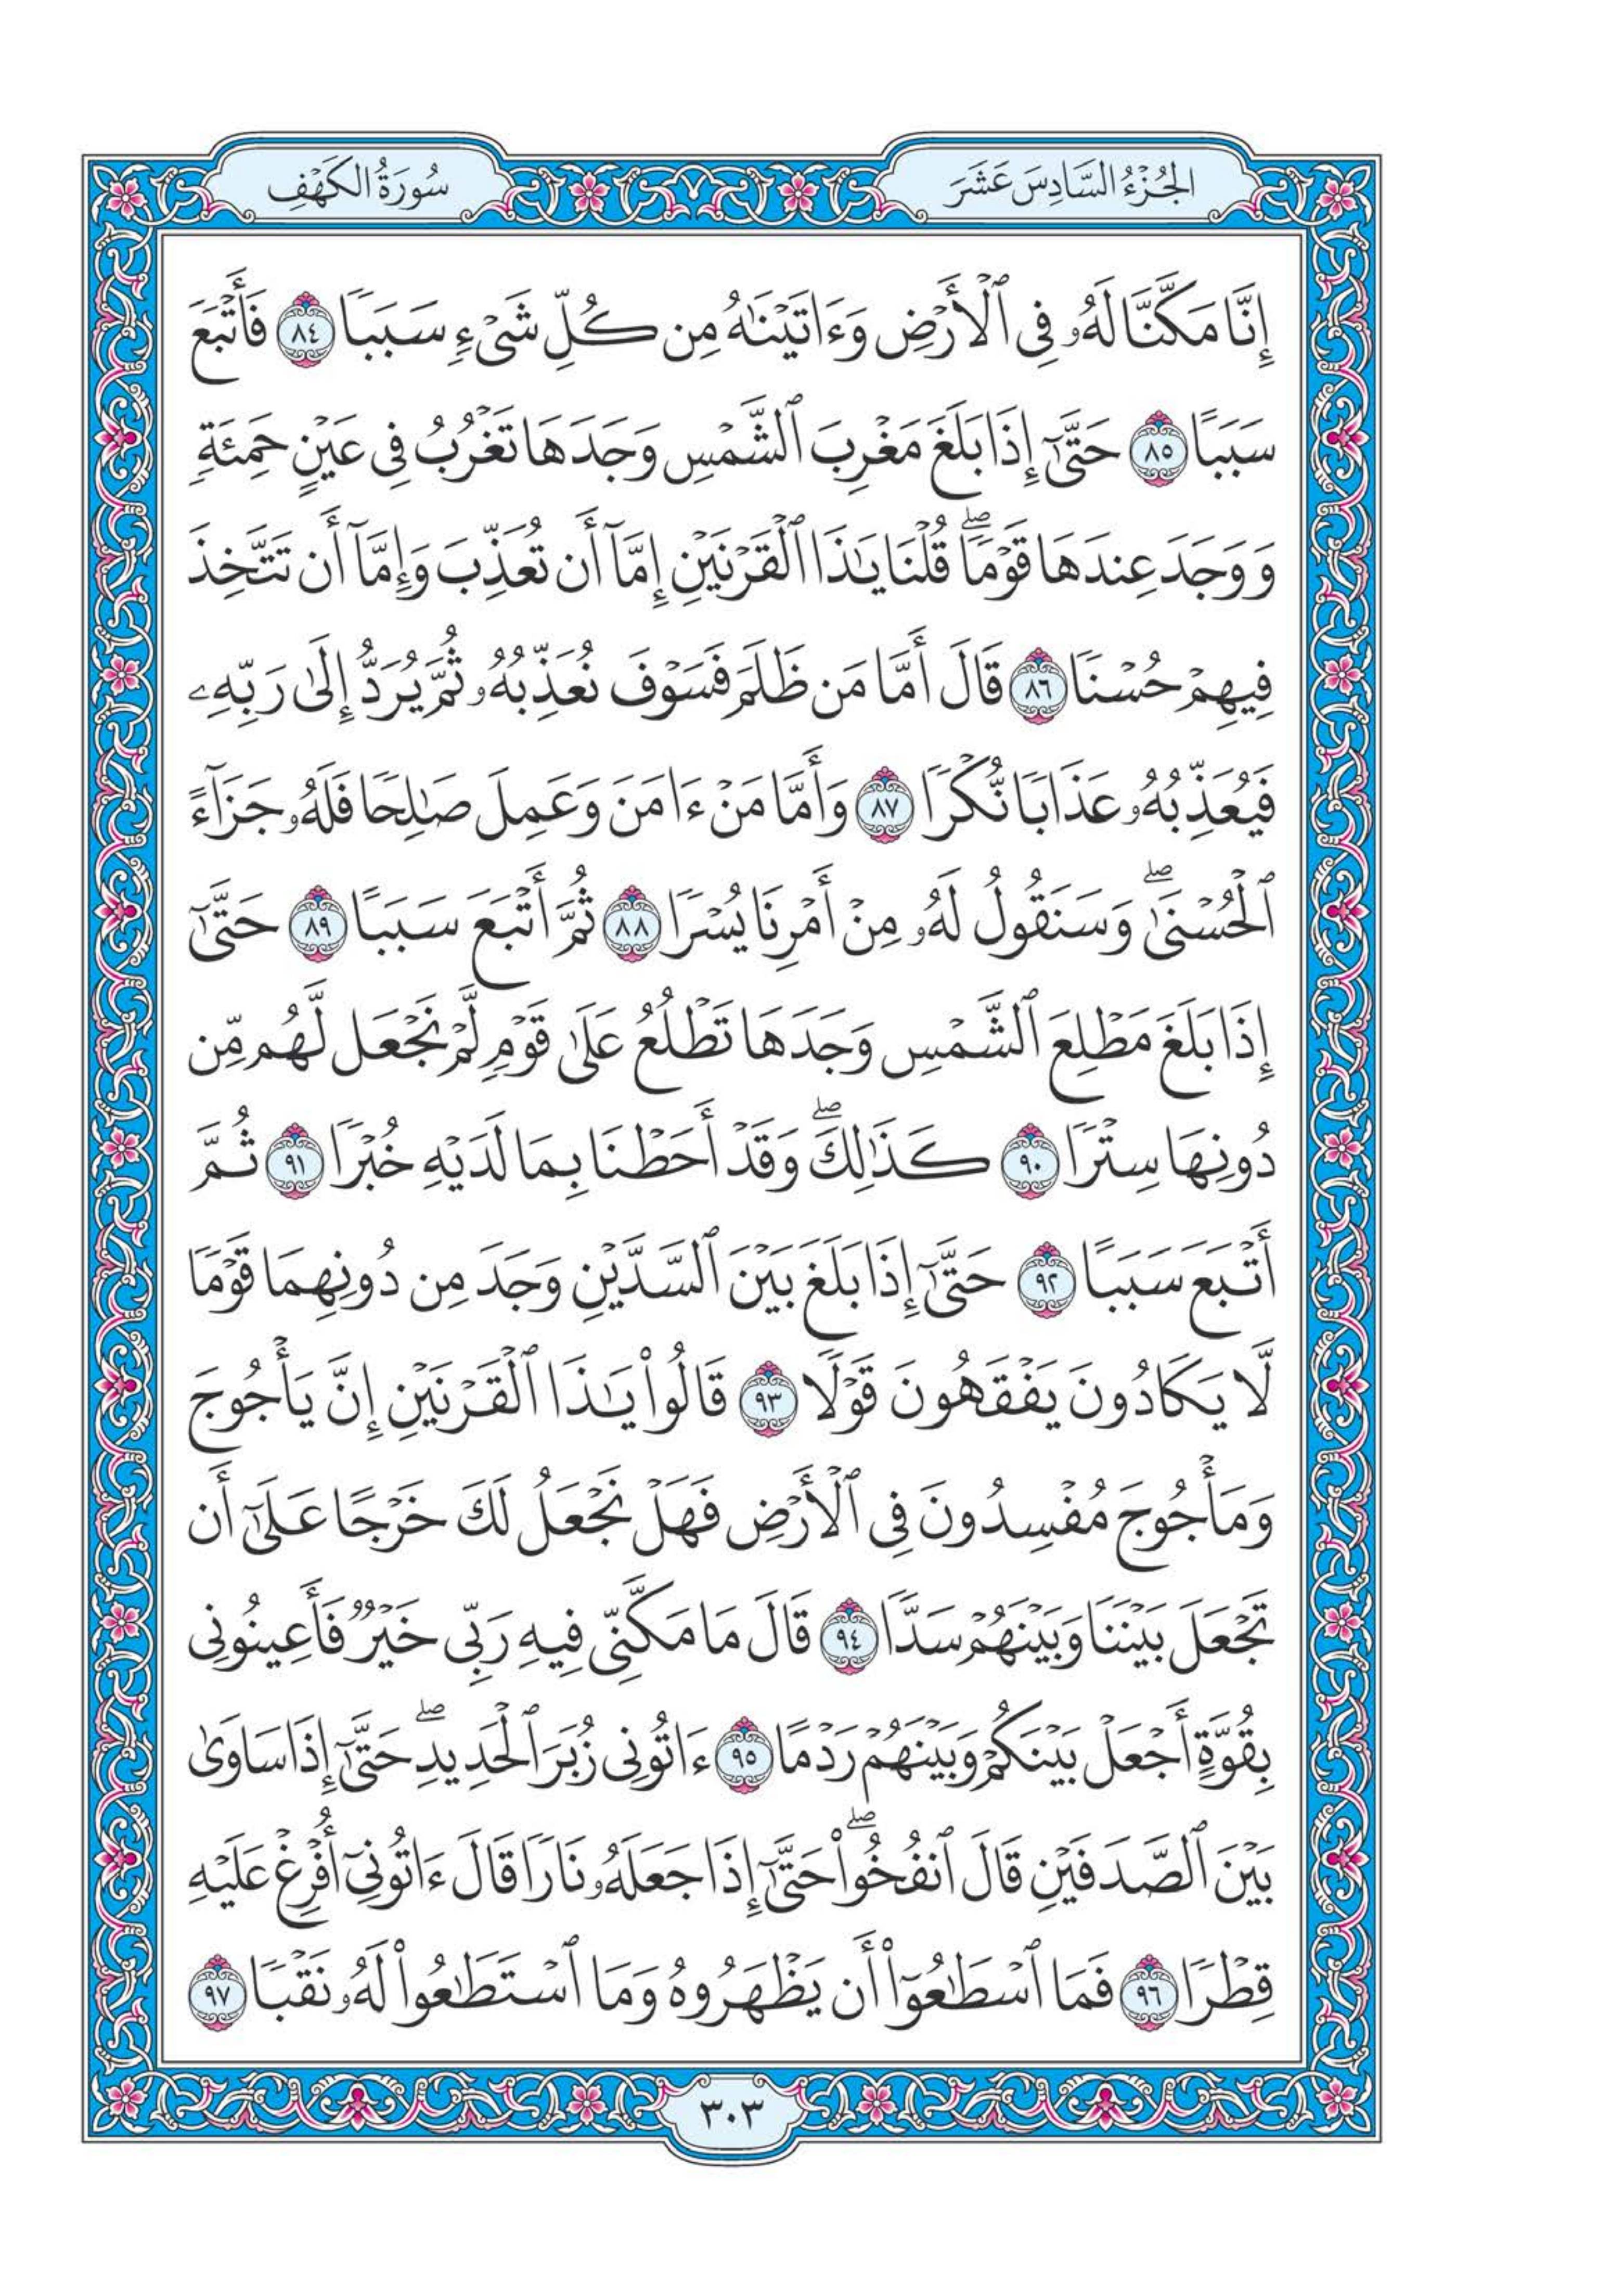 الجُزْءُ السَّادِسَ عَشَرَ
سُورَةُ الكَهْفِ
إِنَّا مَكَّنَّا لَهُۥ فِى ٱلْأَرْضِ وَءَاتَيْنَٰهُ مِن كُلِّ شَىْءٍ سَبَبًا ٨٤ فَأَتْبَعَ
سَبَبًا ٨٥ حَتَّىٰٓ إِذَا بَلَغَ مَغْرِبَ ٱلشَّمْسِ وَجَدَهَا تَغْرُبُ فِى عَيْنٍ حَمِئَةٍ
وَوَجَدَ عِندَهَا قَوْمًا ۖ قُلْنَا يَٰذَا ٱلْقَرْنَيْنِ إِمَّآ أَن تُعَذِّبَ وَإِمَّآ أَن تَتَّخِذَ
فِيهِمْ حُسْنًا ٨٦ قَالَ أَمَّا مَن ظَلَمَ فَسَوْفَ نُعَذِّبُهُۥ ثُمَّ يُرَدُّ إِلَىٰ رَبِّهِۦ
فَيُعَذِّبُهُۥ عَذَابًا نُّكْرًا ٨٧ وَأَمَّا مَنْ ءَامَنَ وَعَمِلَ صَٰلِحًا فَلَهُۥ جَزَآءً
ٱلْحُسْنَىٰ ۖ وَسَنَقُولُ لَهُۥ مِنْ أَمْرِنَا يُسْرًا ٨٨ ثُمَّ أَتْبَعَ سَبَبًا ٨٩ حَتَّىٰٓ
إِذَا بَلَغَ مَطْلِعَ ٱلشَّمْسِ وَجَدَهَا تَطْلُعُ عَلَىٰ قَوْمٍ لَّمْ نَجْعَل لَّهُم مِّن
دُونِهَا سِتْرًا ٩٠ كَذَٰلِكَ ۖ وَقَدْ أَحَطْنَا بِمَا لَدَيْهِ خُبْرًا ٩١ ثُمَّ
أَتْبَعَ سَبَبًا ٩٢ حَتَّىٰٓ إِذَا بَلَغَ بَيْنَ ٱلسَّدَّيْنِ وَجَدَ مِن دُونِهِمَا قَوْمًا
لَّا يَكَادُونَ يَفْقَهُونَ قَوْلًا ٩٣ قَالُوا۟ يَٰذَا ٱلْقَرْنَيْنِ إِنَّ يَأْجُوجَ
وَمَأْجُوجَ مُفْسِدُونَ فِى ٱلْأَرْضِ فَهَلْ نَجْعَلُ لَكَ خَرْجًا عَلَىٰٓ أَن
تَجْعَلَ بَيْنَنَا وَبَيْنَهُمْ سَدًّا ٩٤ قَالَ مَا مَكَّنِّى فِيهِ رَبِّى خَيْرٌ فَأَعِينُونِى
بِقُوَّةٍ أَجْعَلْ بَيْنَكُمْ وَبَيْنَهُمْ رَدْمًا ٩٥ ءَاتُونِى زُبَرَ ٱلْحَدِيدِ ۖ حَتَّىٰٓ إِذَا سَاوَىٰ
بَيْنَ ٱلصَّدَفَيْنِ قَالَ ٱنفُخُوا۟ ۖ حَتَّىٰٓ إِذَا جَعَلَهُۥ نَارًا قَالَ ءَاتُونِىٓ أُفْرِغْ عَلَيْهِ
قِطْرًا ٩٦ فَمَا ٱسْطَٰعُوٓا۟ أَن يَظْهَرُوهُ وَمَا ٱسْتَطَٰعُوا۟ لَهُۥ نَقْبًا ٩٧
٣٠٣